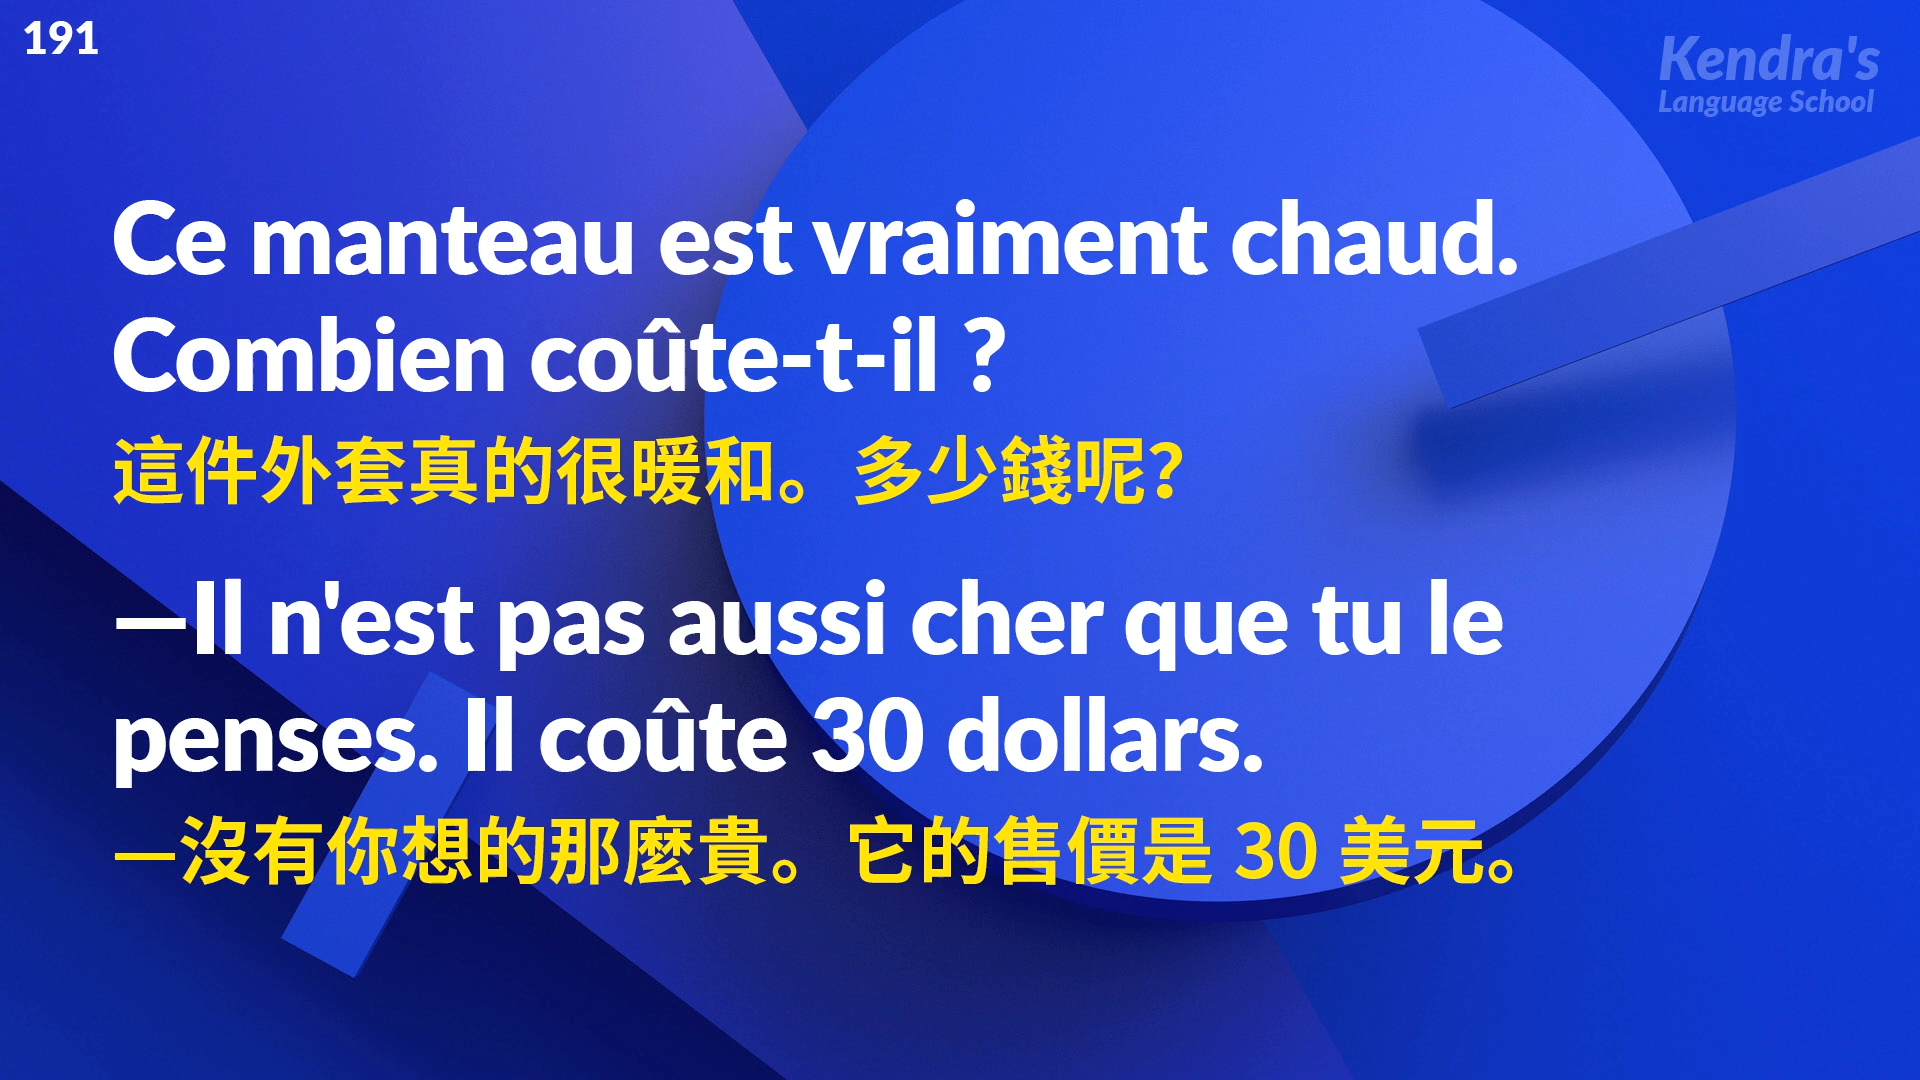 191
Kendra's
Language School
Ce manteau est vraiment chaud.
Combien coûte-t-il ?
這件外套真的很暖和。多少錢呢？
—Il n'est pas aussi cher que tu le
penses. Il coûte 30 dollars.
—沒有你想的那麼貴。它的售價是 30 美元。